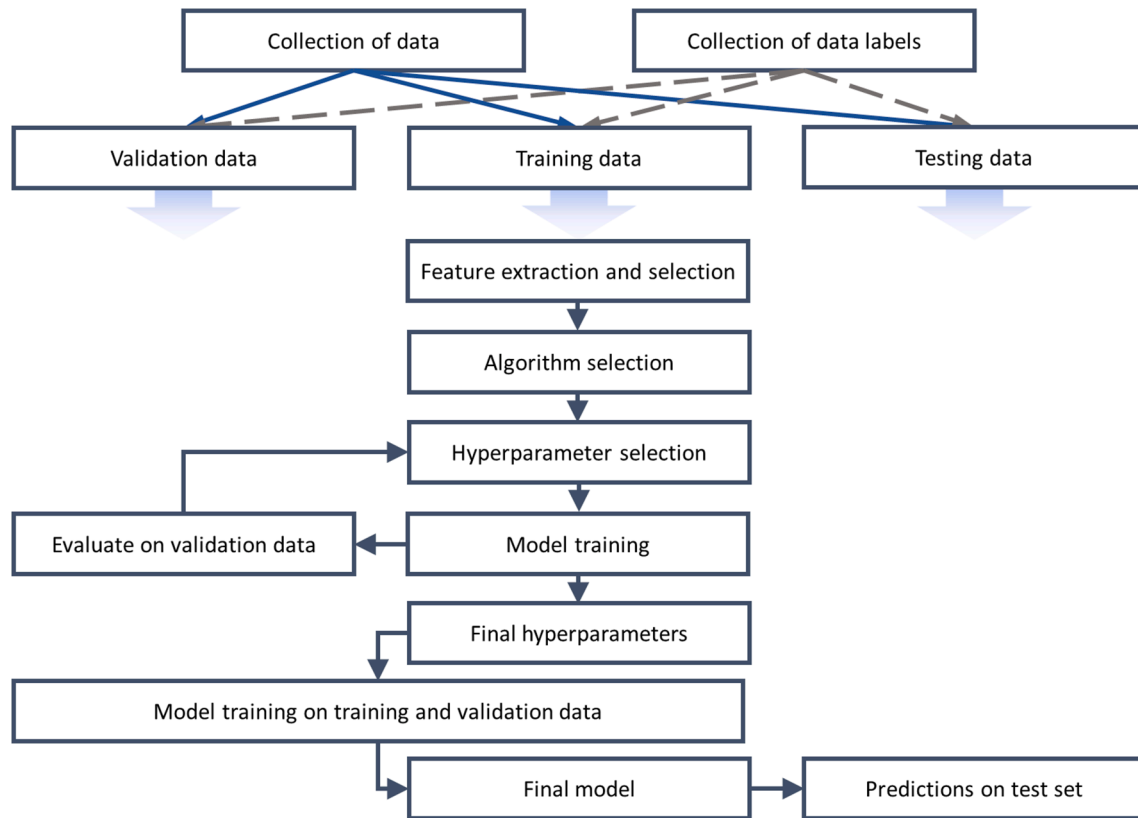 Collection of data
Collection of data labels
Validation data
Training data
Testing data
Feature extraction and selection
Algorithm selection
Hyperparameter selection
Evaluate on validation data
Model training
Final hyperparameters
Model training on training and validation data
Final model
Predictions on test set